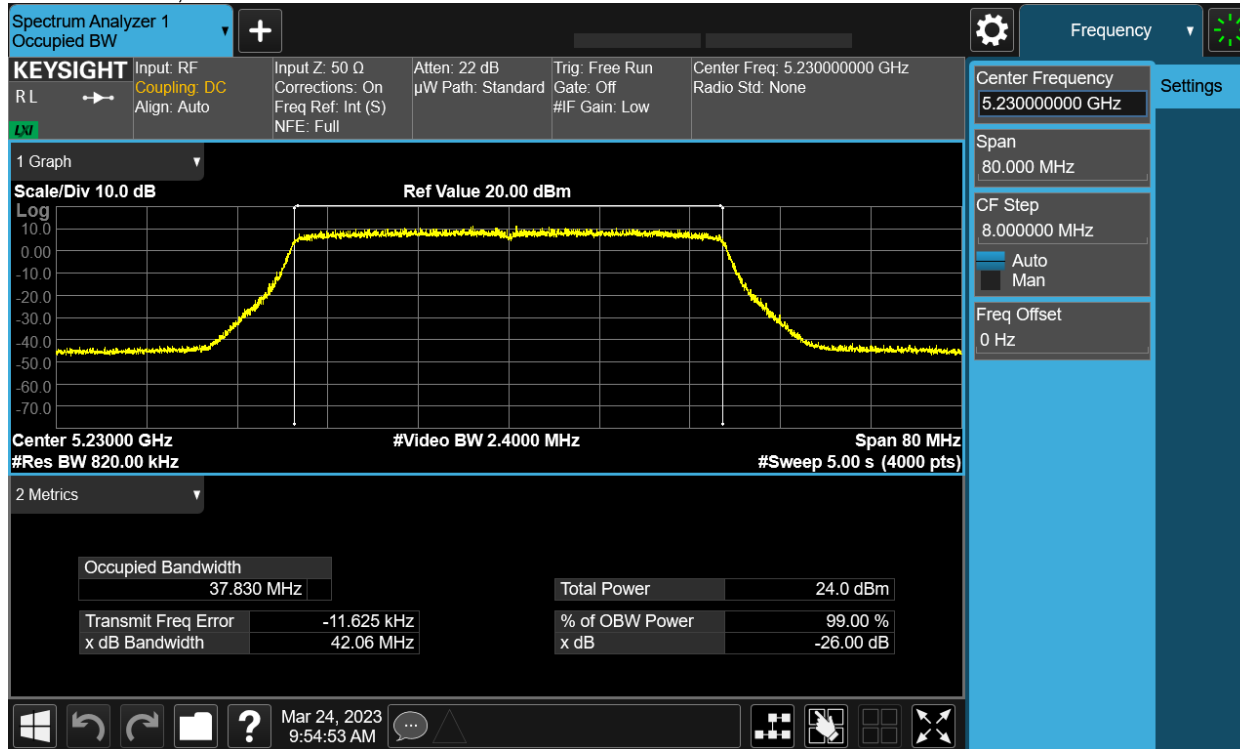 Spectrum Analyzer 1
Occupied BW
Frequency
KEYSIGHT
R L
LXI
Input: RF
Coupling: DC
Align: Auto
Input Z: 50 Ω
Corrections: On
Freq Ref: Int (S)
NFE: Full
Atten: 22 dB
µW Path: Standard
Trig: Free Run
Gate: Off
#IF Gain: Low
Center Freq: 5.230000000 GHz
Radio Std: None
Center Frequency
5.230000000 GHz
Settings
Span
80.000 MHz
CF Step
8.000000 MHz
Auto
Man
Freq Offset
0 Hz
1 Graph
Scale/Div 10.0 dB
Ref Value 20.00 dBm
Log
10.0
0.00
-10.0
-20.0
-30.0
-40.0
-50.0
-60.0
-70.0
Center 5.23000 GHz
#Video BW 2.4000 MHz
Span 80 MHz
#Res BW 820.00 kHz
#Sweep 5.00 s (4000 pts)
2 Metrics
Occupied Bandwidth
37.830 MHz
Total Power 24.0 dBm
Transmit Freq Error -11.625 kHz
% of OBW Power 99.00 %
x dB Bandwidth 42.06 MHz
x dB -26.00 dB
?
Mar 24, 2023
9:54:53 AM